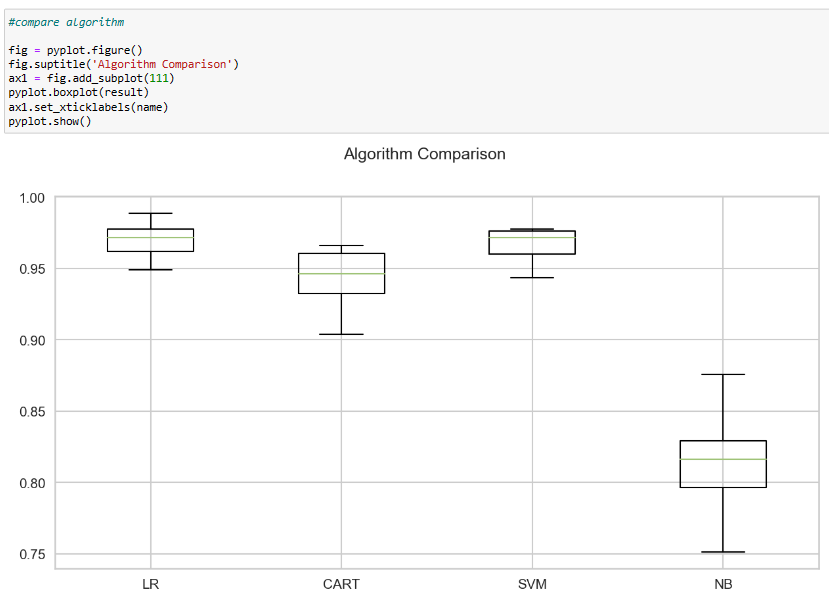 #compare algorithm
fig = pyplot.figure()
fig.suptitle('Algorithm Comparison')
ax1 = fig.add_subplot(111)
pyplot.boxplot(result)
ax1.set_xticklabels(name)
pyplot.show()
Algorithm Comparison
1.00
0.95
0.90
0.85
0.80
0.75
LR CART SVM NB